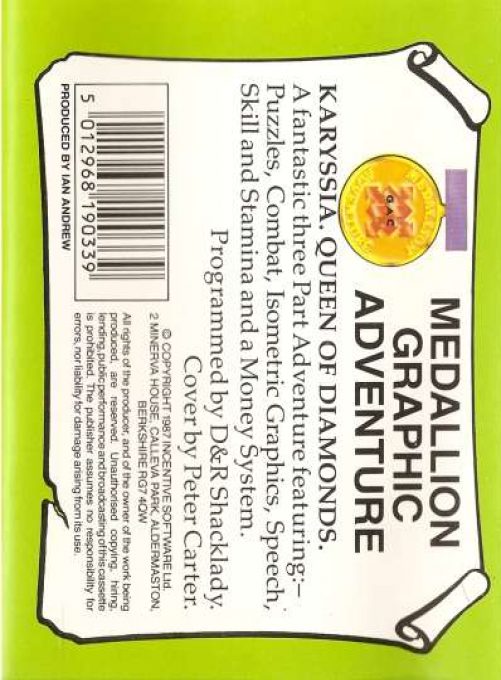 MEDALLION
GRAPHIC
ADVENTURE
GAC
KARYSSIA. QUEEN OF DIAMONDS.
A fantastic three Part Adventure featuring:–
Puzzles, Combat, Isometric Graphics, Speech,
Skill and Stamina and a Money System.
Programmed by D&R Shacklady.
Cover by Peter Carter.
5 012968 190339
PRODUCED BY IAN ANDREW
© COPYRIGHT 1987 INCENTIVE SOFTWARE Ltd.
2 MINERVA HOUSE, CALLEVA PARK, ALDERMASTON,
BERKSHIRE RG7 4QW
All rights of the producer, and of the owner of the work being
produced, are reserved. Unauthorised copying, hiring,
lending, public performance and broadcasting of this cassette
is prohibited. The publisher assumes no responsibility for
errors, nor liability for damage arising from its use.